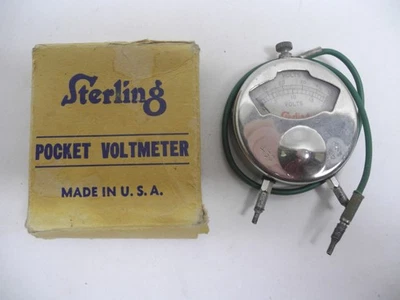 Sterling
POCKET VOLTMETER
MADE IN U.S.A.